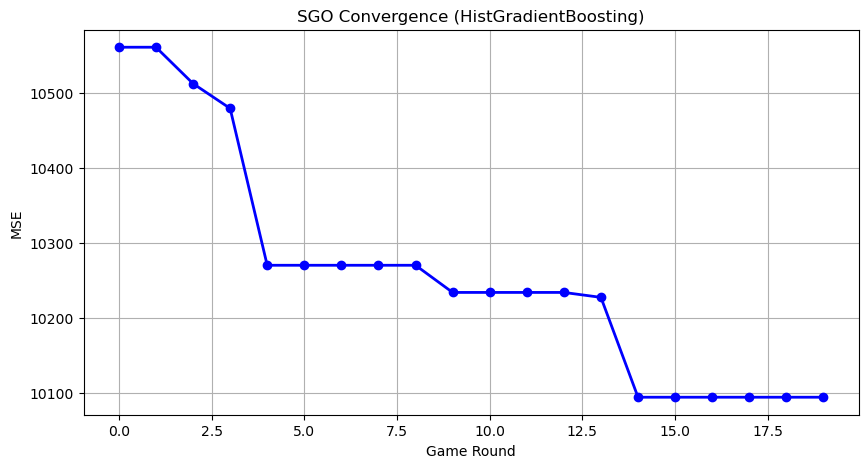 SGO Convergence (HistGradientBoosting)
MSE
10500
10400
10300
10200
10100
0.0 2.5 5.0 7.5 10.0 12.5 15.0 17.5
Game Round